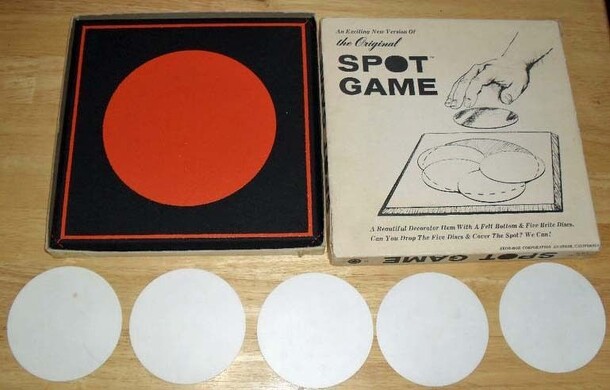 An Exciting New Version Of
the Original
SPOT™
GAME
A Beautiful Decorator Item With A Felt Bottom & Five Brite Discs.
Can You Drop The Five Discs & Cover The Spot? We Can!
SPOT GAME